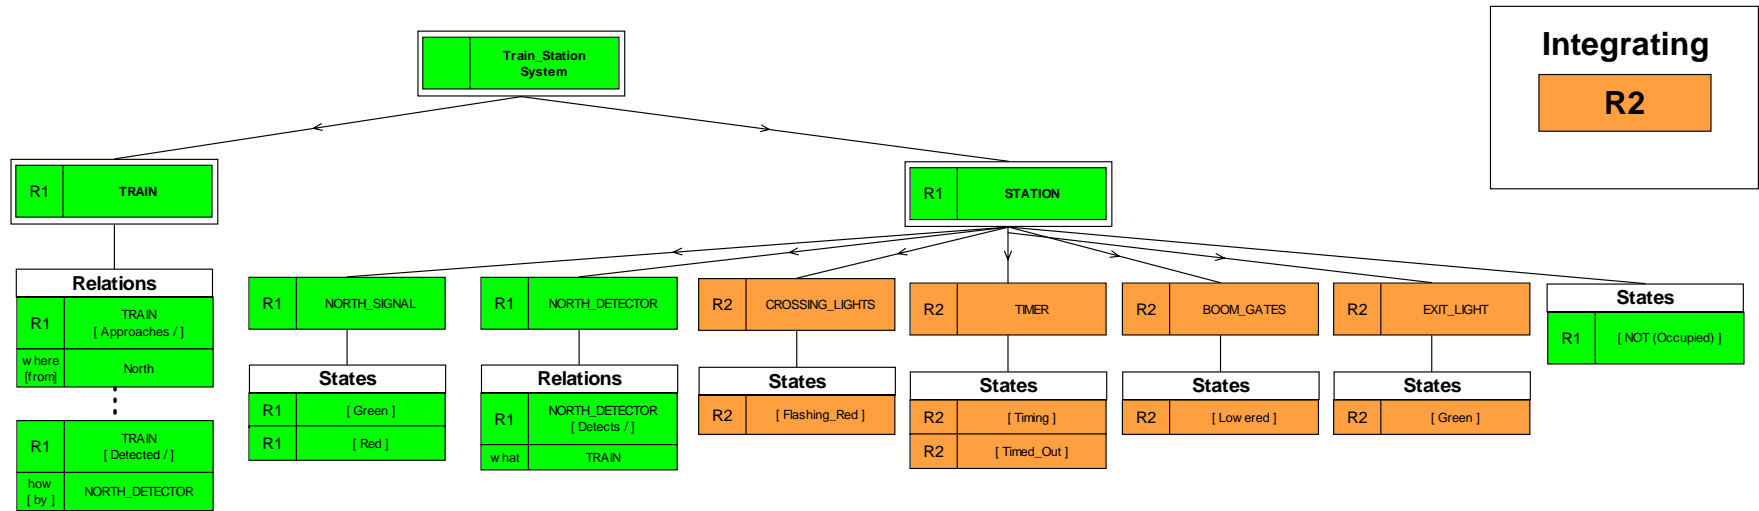 Integrating
R2
Train_Station
System
R1
TRAIN
R1
STATION
Relations
R1
TRAIN
[ Approaches / ]
where
[from]
North
R1
TRAIN
[ Detected / ]
how
[ by ]
NORTH_DETECTOR
R1
NORTH_SIGNAL
States
R1
[ Green ]
R1
[ Red ]
R1
NORTH_DETECTOR
Relations
R1
NORTH_DETECTOR
[ Detects / ]
what
TRAIN
R2
CROSSING_LIGHTS
States
R2
[ Flashing_Red ]
R2
TIMER
States
R2
[ Timing ]
R2
[ Timed_Out ]
R2
BOOM_GATES
States
R2
[ Lowered ]
R2
EXIT_LIGHT
States
R2
[ Green ]
States
R1
[ NOT (Occupied) ]